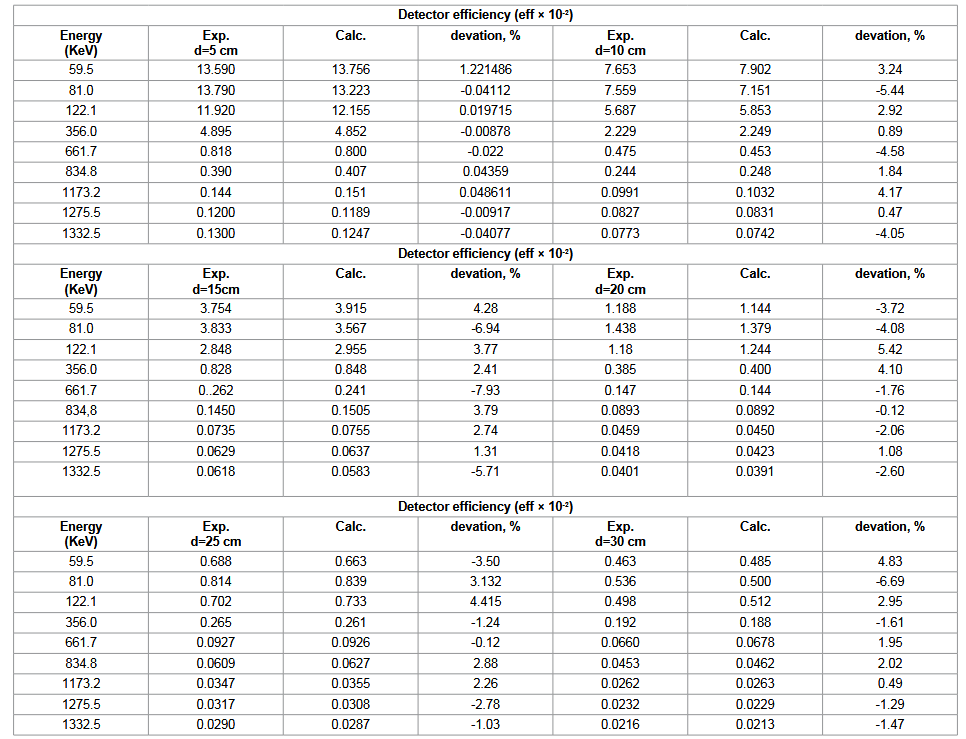 Detector efficiency (eff × 10⁻²)
Energy (KeV) Exp. d=5 cm Calc. devation, % Exp. d=10 cm Calc. devation, %
59.5 13.590 13.756 1.221486 7.653 7.902 3.24
81.0 13.790 13.223 -0.04112 7.559 7.151 -5.44
122.1 11.920 12.155 0.019715 5.687 5.853 2.92
356.0 4.895 4.852 -0.00878 2.229 2.249 0.89
661.7 0.818 0.800 -0.022 0.475 0.453 -4.58
834.8 0.390 0.407 0.04359 0.244 0.248 1.84
1173.2 0.144 0.151 0.048611 0.0991 0.1032 4.17
1275.5 0.1200 0.1189 -0.00917 0.0827 0.0831 0.47
1332.5 0.1300 0.1247 -0.04077 0.0773 0.0742 -4.05
Detector efficiency (eff × 10⁻²)
Energy (KeV) Exp. d=15cm Calc. devation, % Exp. d=20 cm Calc. devation, %
59.5 3.754 3.915 4.28 1.188 1.144 -3.72
81.0 3.833 3.567 -6.94 1.438 1.379 -4.08
122.1 2.848 2.955 3.77 1.18 1.244 5.42
356.0 0.828 0.848 2.41 0.385 0.400 4.10
661.7 0..262 0.241 -7.93 0.147 0.144 -1.76
834,8 0.1450 0.1505 3.79 0.0893 0.0892 -0.12
1173.2 0.0735 0.0755 2.74 0.0459 0.0450 -2.06
1275.5 0.0629 0.0637 1.31 0.0418 0.0423 1.08
1332.5 0.0618 0.0583 -5.71 0.0401 0.0391 -2.60
Detector efficiency (eff × 10⁻²)
Energy (KeV) Exp. d=25 cm Calc. devation, % Exp. d=30 cm Calc. devation, %
59.5 0.688 0.663 -3.50 0.463 0.485 4.83
81.0 0.814 0.839 3.132 0.536 0.500 -6.69
122.1 0.702 0.733 4.415 0.498 0.512 2.95
356.0 0.265 0.261 -1.24 0.192 0.188 -1.61
661.7 0.0927 0.0926 -0.12 0.0660 0.0678 1.95
834.8 0.0609 0.0627 2.88 0.0453 0.0462 2.02
1173.2 0.0347 0.0355 2.26 0.0262 0.0263 0.49
1275.5 0.0317 0.0308 -2.78 0.0232 0.0229 -1.29
1332.5 0.0290 0.0287 -1.03 0.0216 0.0213 -1.47